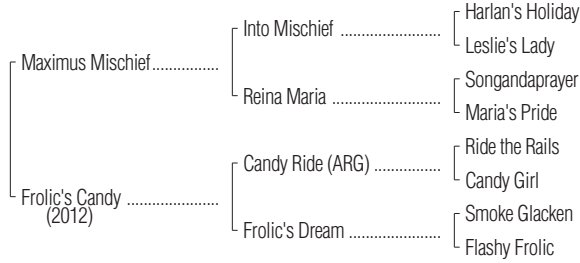 Harlan's Holiday
Into Mischief ....................
Leslie's Lady
Maximus Mischief..............
Songandaprayer
Reina Maria ......................
Maria's Pride
Ride the Rails
Candy Ride (ARG) .............
Candy Girl
Frolic's Candy ..................
(2012)
Smoke Glacken
Frolic's Dream ..................
Flashy Frolic